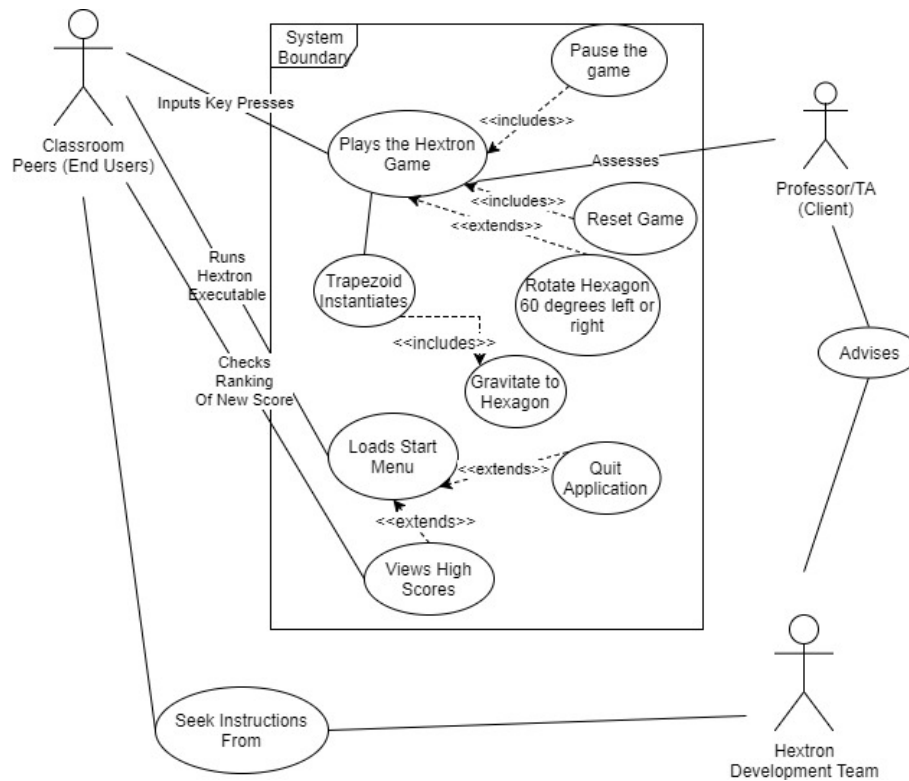 System
Boundary
Pause the
game
Inputs Key Presses
<<includes>>
Plays the Hextron
Game
Classroom
Peers (End Users)
Assesses
Professor/TA
(Client)
<<includes>>
Reset Game
<<extends>>
Runs
Hextron
Executable
Trapezoid
Instantiates
Rotate Hexagon
60 degrees left or
right
<<includes>>
Advises
Checks
Ranking
Of New Score
Gravitate to
Hexagon
Loads Start
Menu
<<extends>>
Quit
Application
<<extends>>
Views High
Scores
Seek Instructions
From
Hextron
Development Team